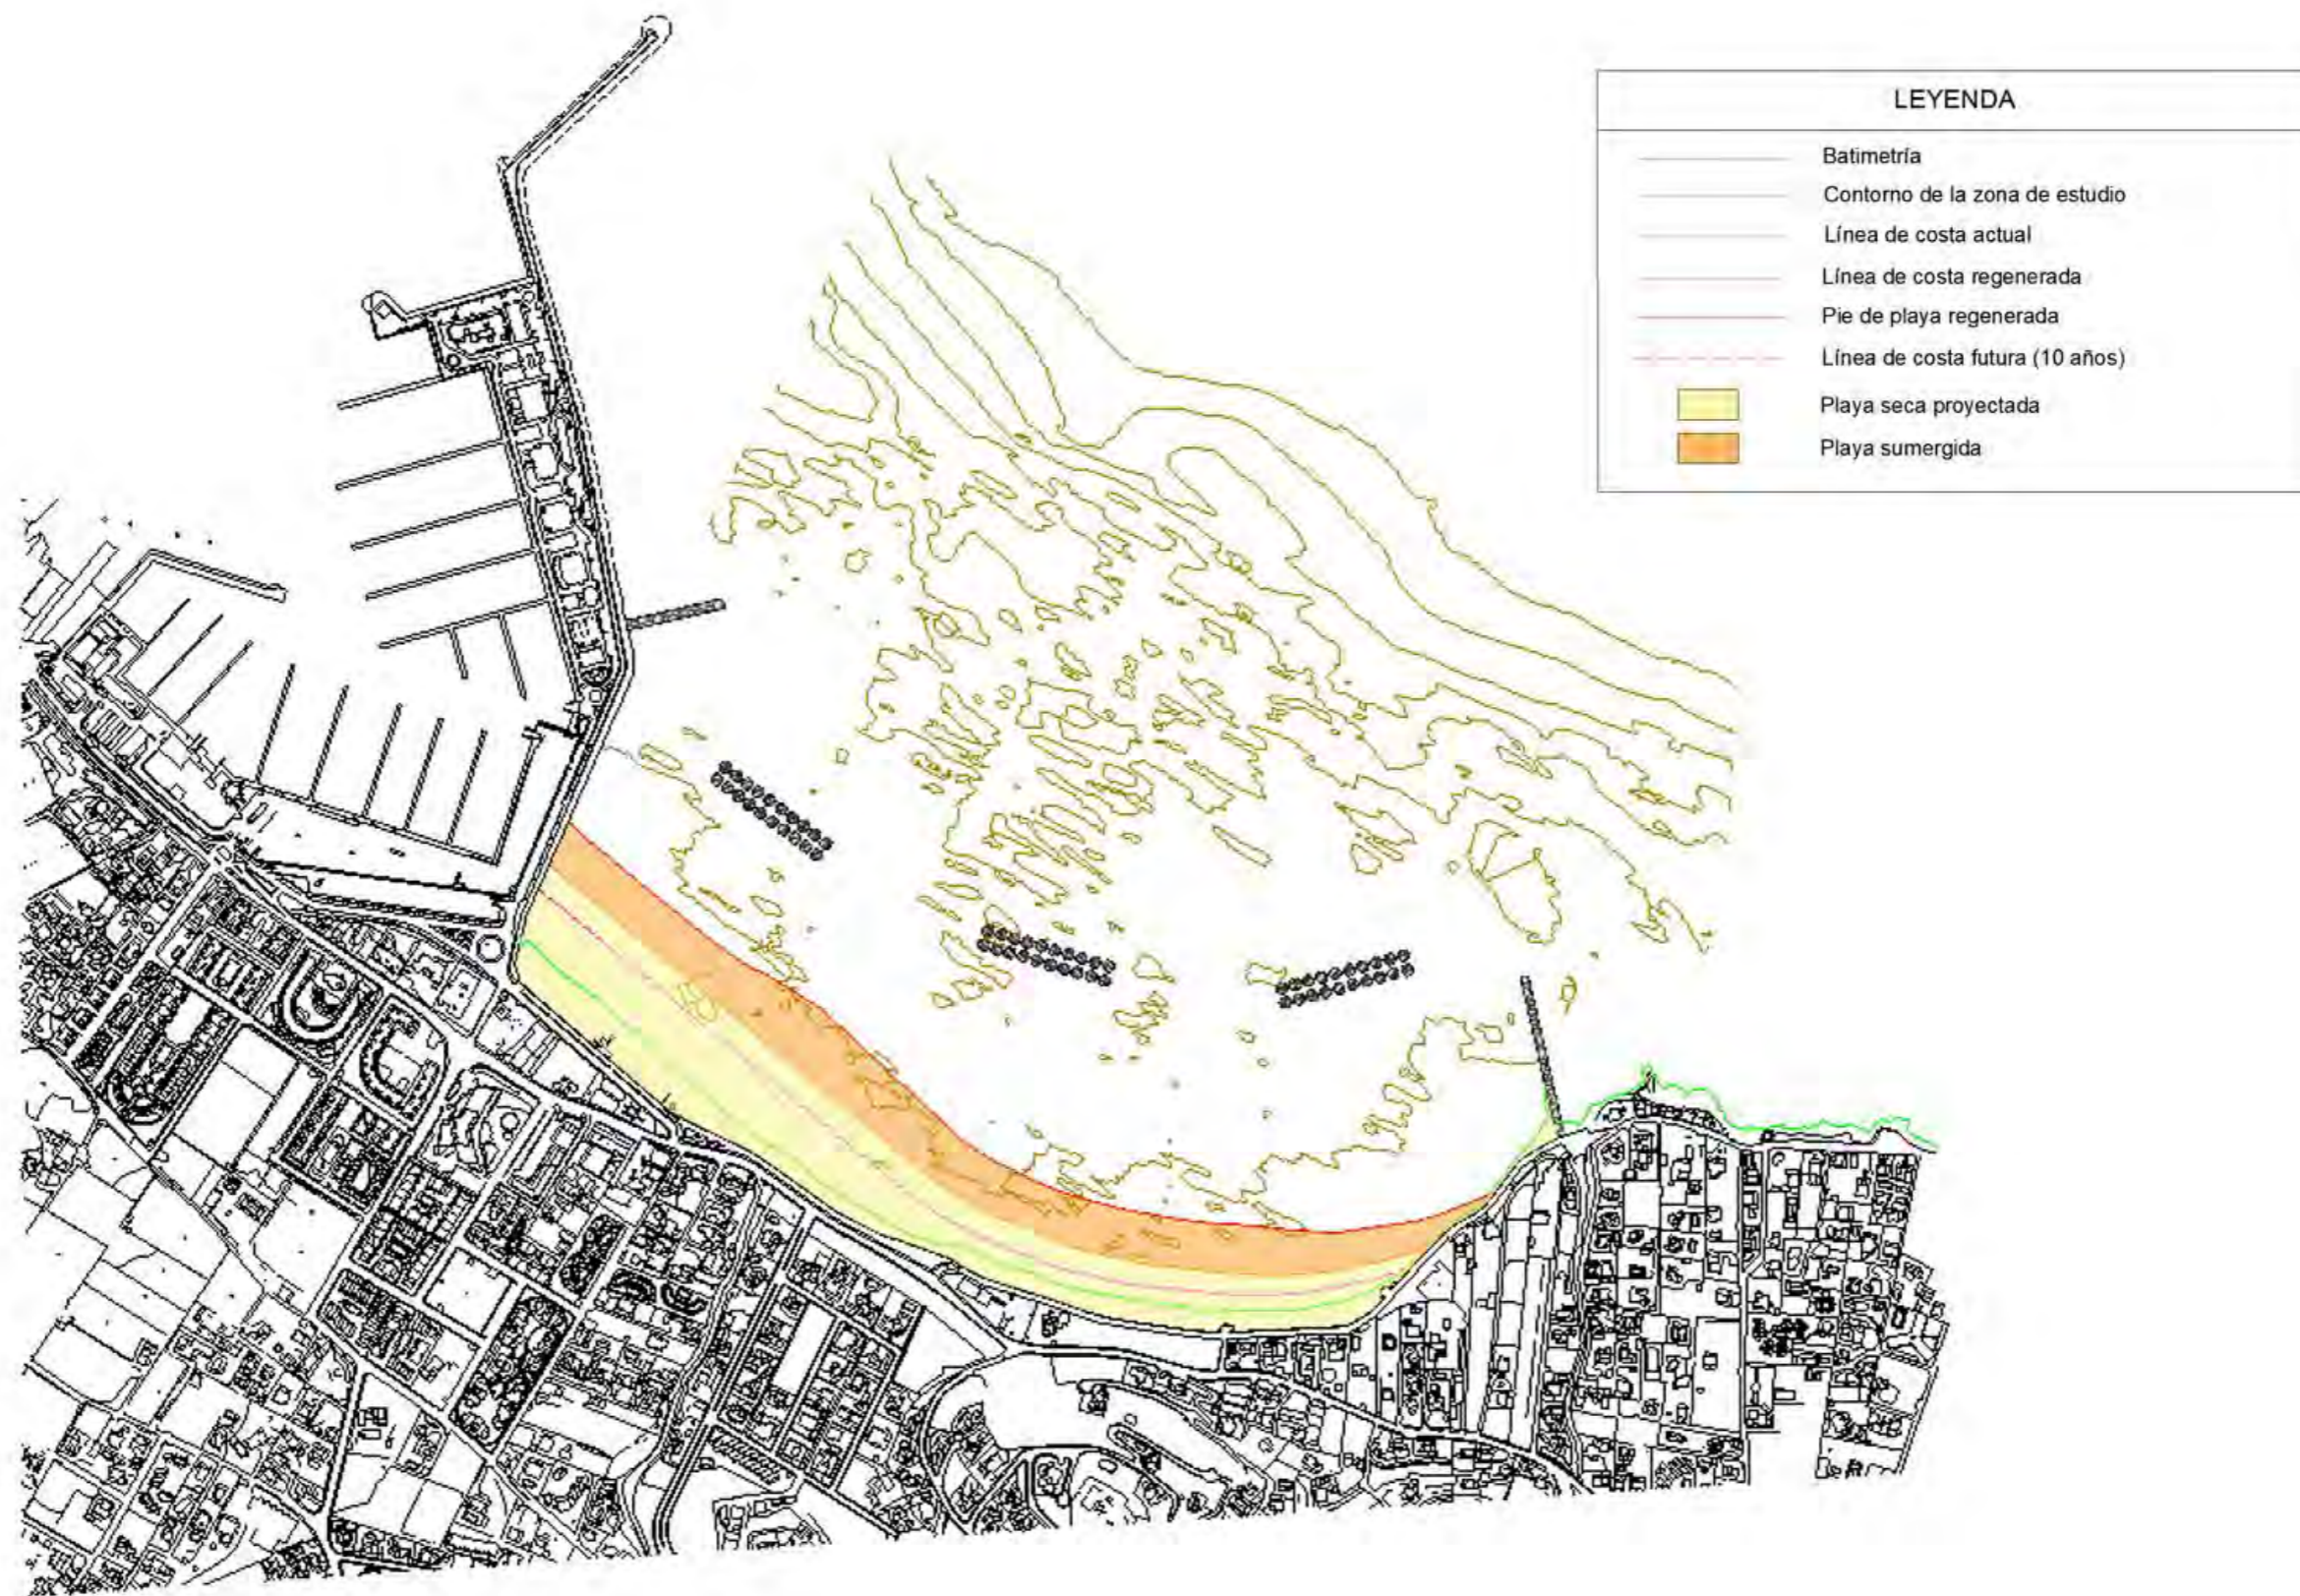 LEYENDA
Batimetría
Contorno de la zona de estudio
Línea de costa actual
Línea de costa regenerada
Pie de playa regenerada
Línea de costa futura (10 años)
Playa seca proyectada
Playa sumergida